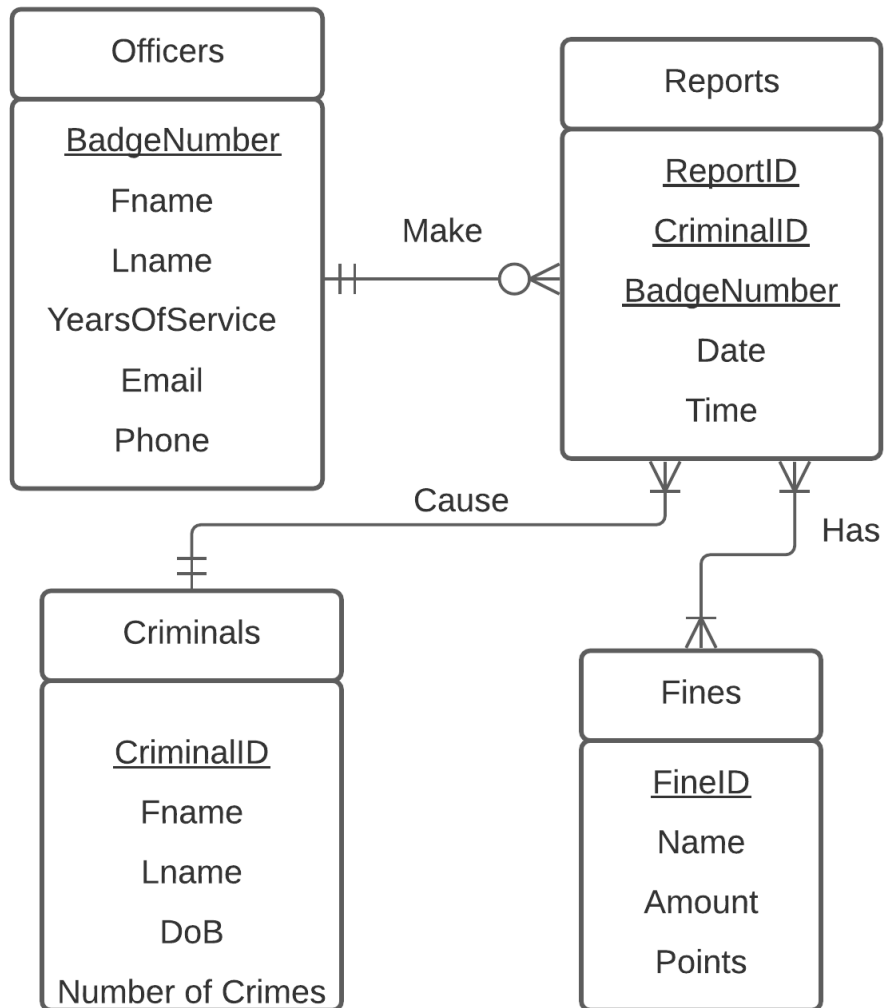 Officers
BadgeNumber
Fname
Lname
YearsOfService
Email
Phone
Make
Reports
ReportID
CriminalID
BadgeNumber
Date
Time
Cause
Has
Criminals
CriminalID
Fname
Lname
DoB
Number of Crimes
Fines
FineID
Name
Amount
Points